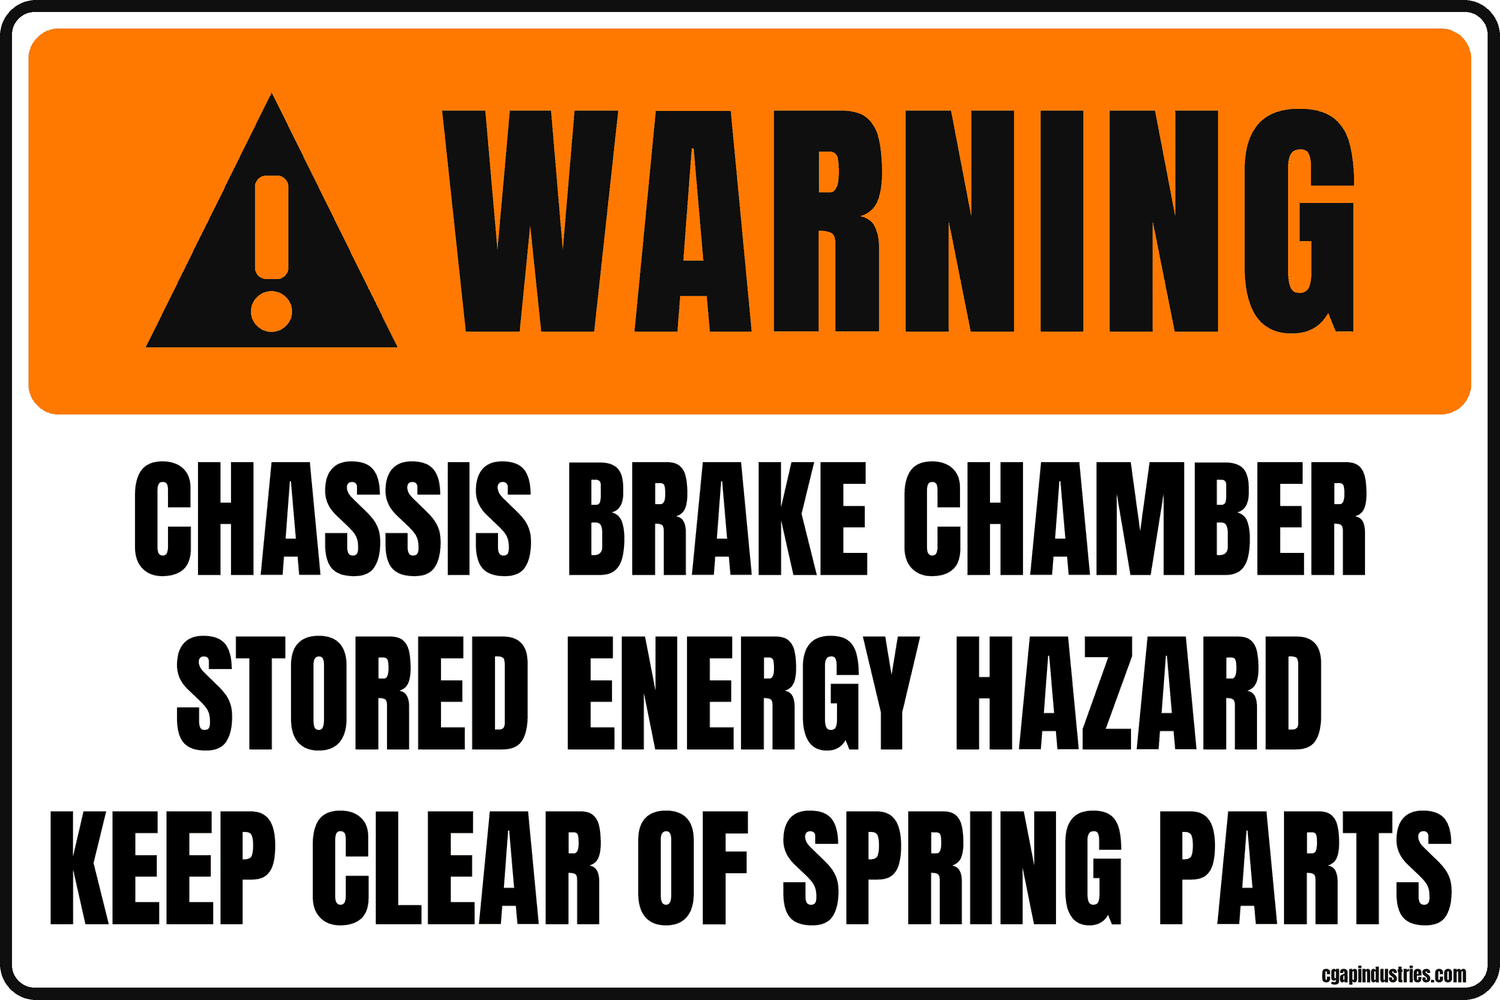 WARNING
CHASSIS BRAKE CHAMBER
STORED ENERGY HAZARD
KEEP CLEAR OF SPRING PARTS
cgapindustries.com